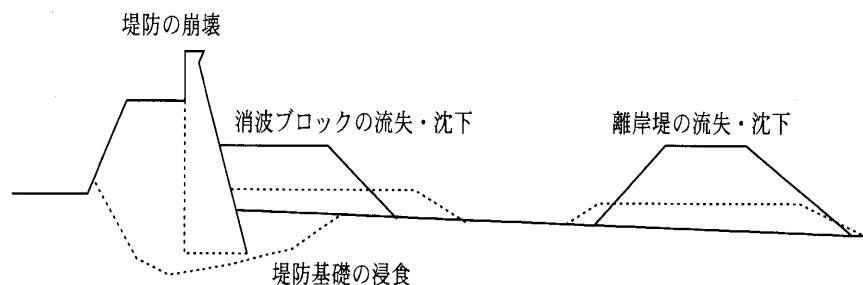 堤防の崩壊
消波ブロックの流失・沈下
離岸堤の流失・沈下
堤防基礎の浸食